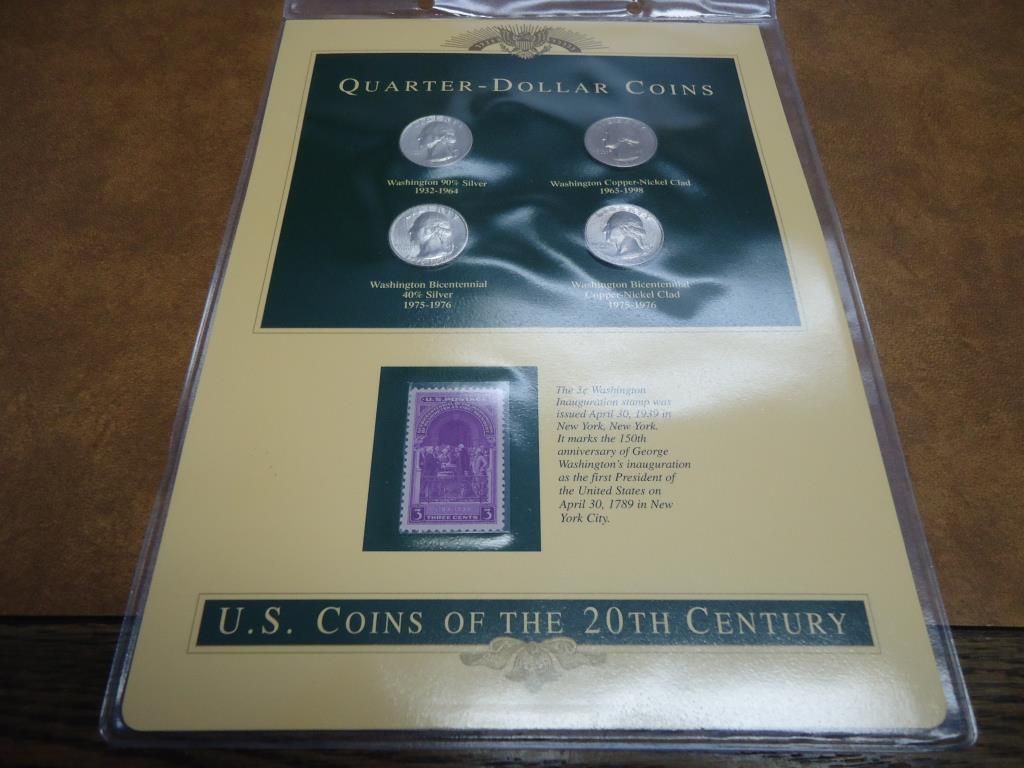 QUARTER-DOLLAR COINS
Washington 90% Silver
1932-1964
Washington Copper-Nickel Clad
1965-1998
Washington Bicentennial
40% Silver
1975-1976
Washington Bicentennial
Copper-Nickel Clad
1975-1976
U.S. POSTAGE
3 THREE CENTS 3
The 3¢ Washington
Inauguration stamp was
issued April 30, 1939 in
New York, New York.
It marks the 150th
anniversary of George
Washington's inauguration
as the first President of
the United States on
April 30, 1789 in New
York City.
U.S. COINS OF THE 20TH CENTURY